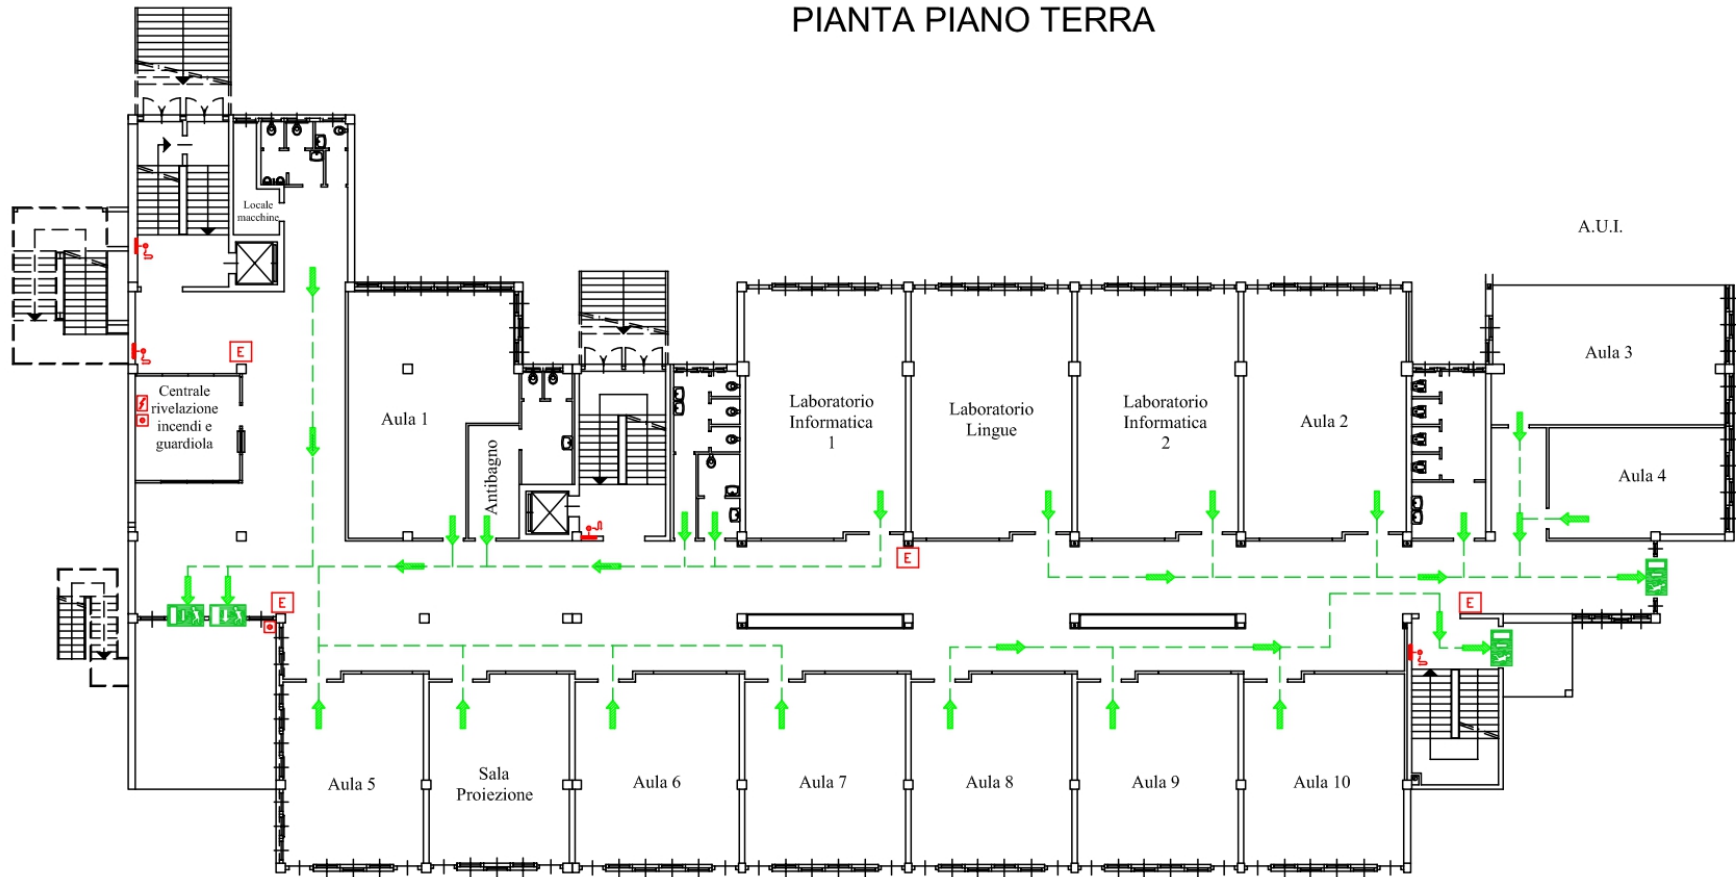 PIANTA PIANO TERRA
Locale
macchine
A.U.I.
E
Centrale
rivelazione
incendi e
guardiola
Aula 1
Antibagno
Laboratorio
Informatica
1
Laboratorio
Lingue
Laboratorio
Informatica
2
Aula 2
Aula 3
Aula 4
E
E
E
Aula 5
Sala
Proiezione
Aula 6
Aula 7
Aula 8
Aula 9
Aula 10